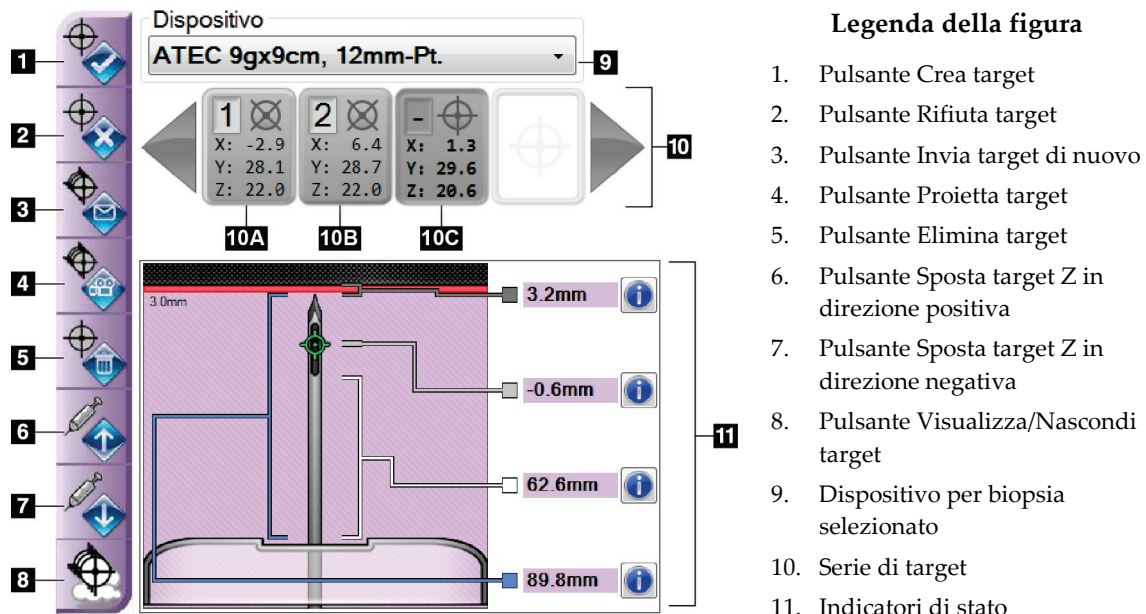 Dispositivo
ATEC 9gx9cm, 12mm-Pt.
1
2
3
4
5
6
7
8
9
1
X: -2.9
Y: 28.1
Z: 22.0
2
X: 6.4
Y: 28.7
Z: 22.0
-
X: 1.3
Y: 29.6
Z: 20.6
10
10A
10B
10C
3.0mm
3.2mm
-0.6mm
62.6mm
89.8mm
11
Legenda della figura
1. Pulsante Crea target
2. Pulsante Rifiuta target
3. Pulsante Invia target di nuovo
4. Pulsante Proietta target
5. Pulsante Elimina target
6. Pulsante Sposta target Z in
direzione positiva
7. Pulsante Sposta target Z in
direzione negativa
8. Pulsante Visualizza/Nascondi
target
9. Dispositivo per biopsia
selezionato
10. Serie di target
11. Indicatori di stato